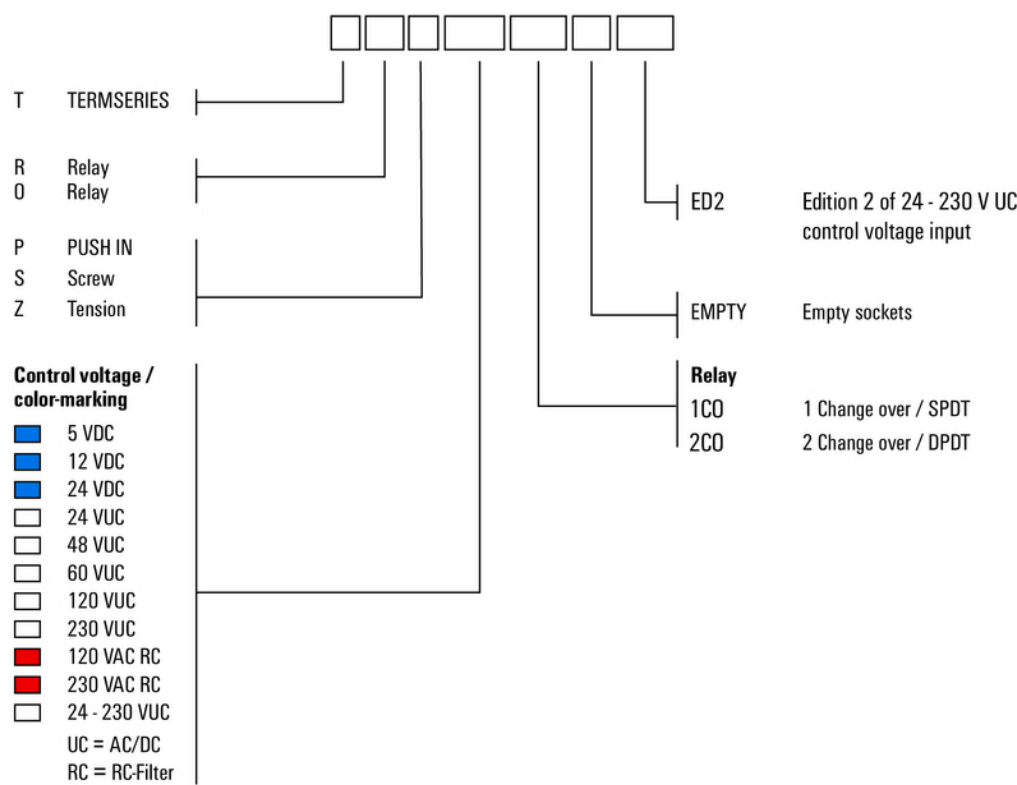 T TERMSERIES
R Relay
O Relay
P PUSH IN
S Screw
Z Tension
Control voltage /
color-marking
5 VDC
12 VDC
24 VDC
24 VUC
48 VUC
60 VUC
120 VUC
230 VUC
120 VAC RC
230 VAC RC
24 - 230 VUC
UC = AC/DC
RC = RC-Filter
ED2 Edition 2 of 24 - 230 V UC
control voltage input
EMPTY Empty sockets
Relay
1CO 1 Change over / SPDT
2CO 2 Change over / DPDT